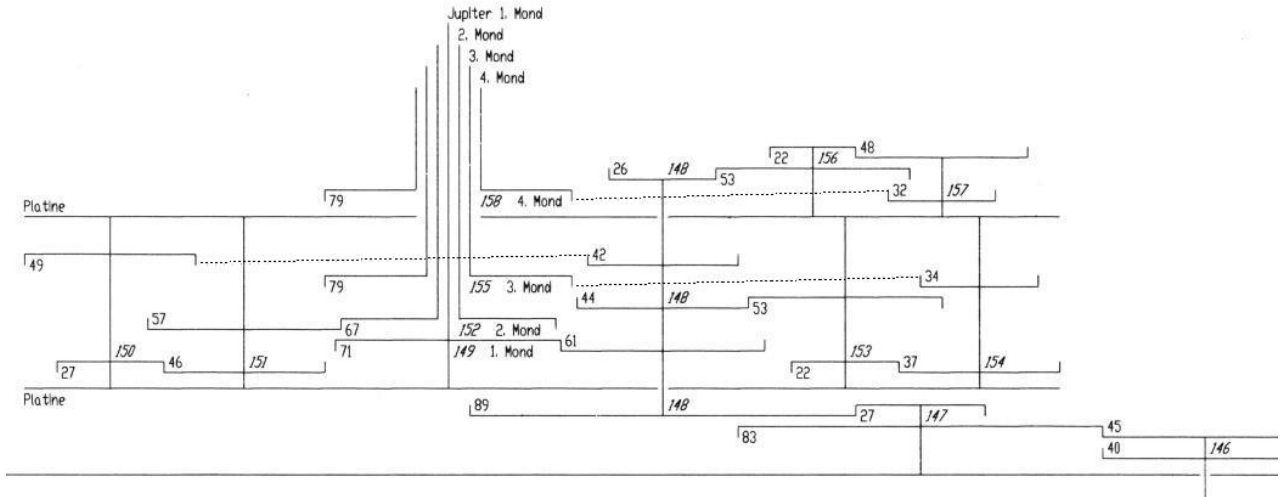 Jupiter 1. Mond
2. Mond
3. Mond
4. Mond
48
22 156
26 148
53
79
158 4. Mond
32 157
Platine
42
49
79
34
155 3. Mond
44 148
53
57
67
152 2. Mond
61
71
149 1. Mond
150 46 151
27
153 37 154
22
Platine
89 148
27 147
83
45
40 146